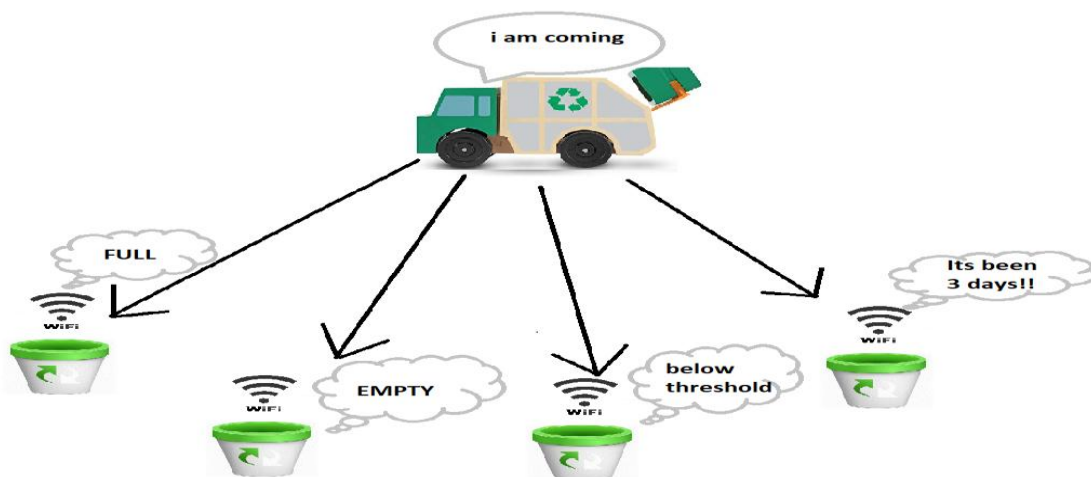 i am coming
FULL
WiFi
EMPTY
WiFi
below
threshold
WiFi
Its been
3 days!!
WiFi